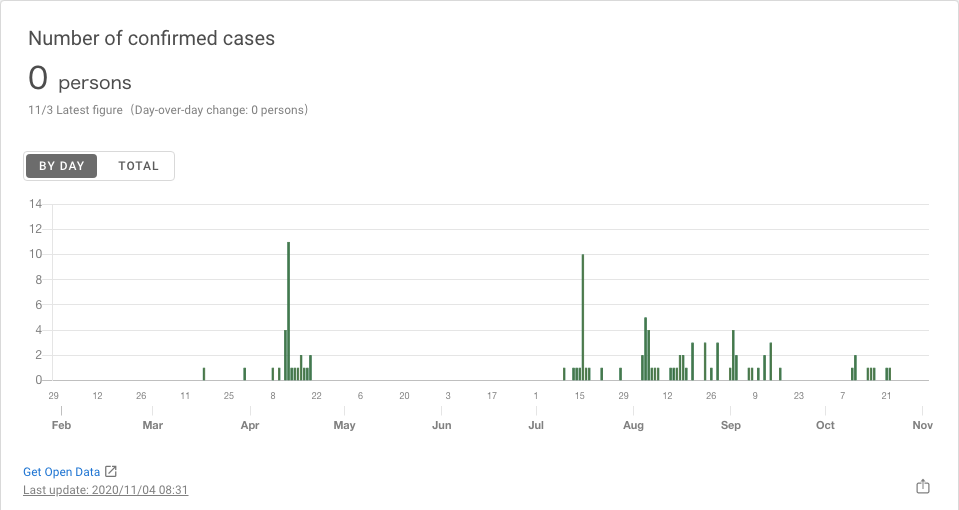 Number of confirmed cases
0 persons
11/3 Latest figure（Day-over-day change: 0 persons）
BY DAY TOTAL
14
12
10
8
6
4
2
0
29 12 26 11 25 8 22 6 20 3 17 1 15 29 12 26 9 23 7 21
Feb Mar Apr May Jun Jul Aug Sep Oct Nov
Get Open Data
Last update: 2020/11/04 08:31